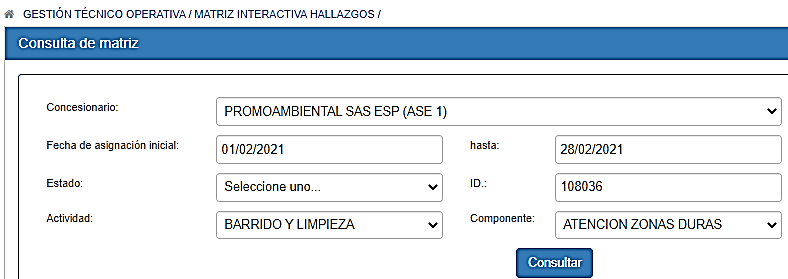 GESTIÓN TÉCNICO OPERATIVA / MATRIZ INTERACTIVA HALLAZGOS /
Consulta de matriz
Concesionario: PROMOAMBIENTAL SAS ESP (ASE 1)
Fecha de asignación inicial: 01/02/2021 hasta: 28/02/2021
Estado: Seleccione uno... ID.: 108036
Actividad: BARRIDO Y LIMPIEZA Componente: ATENCION ZONAS DURAS
Consultar